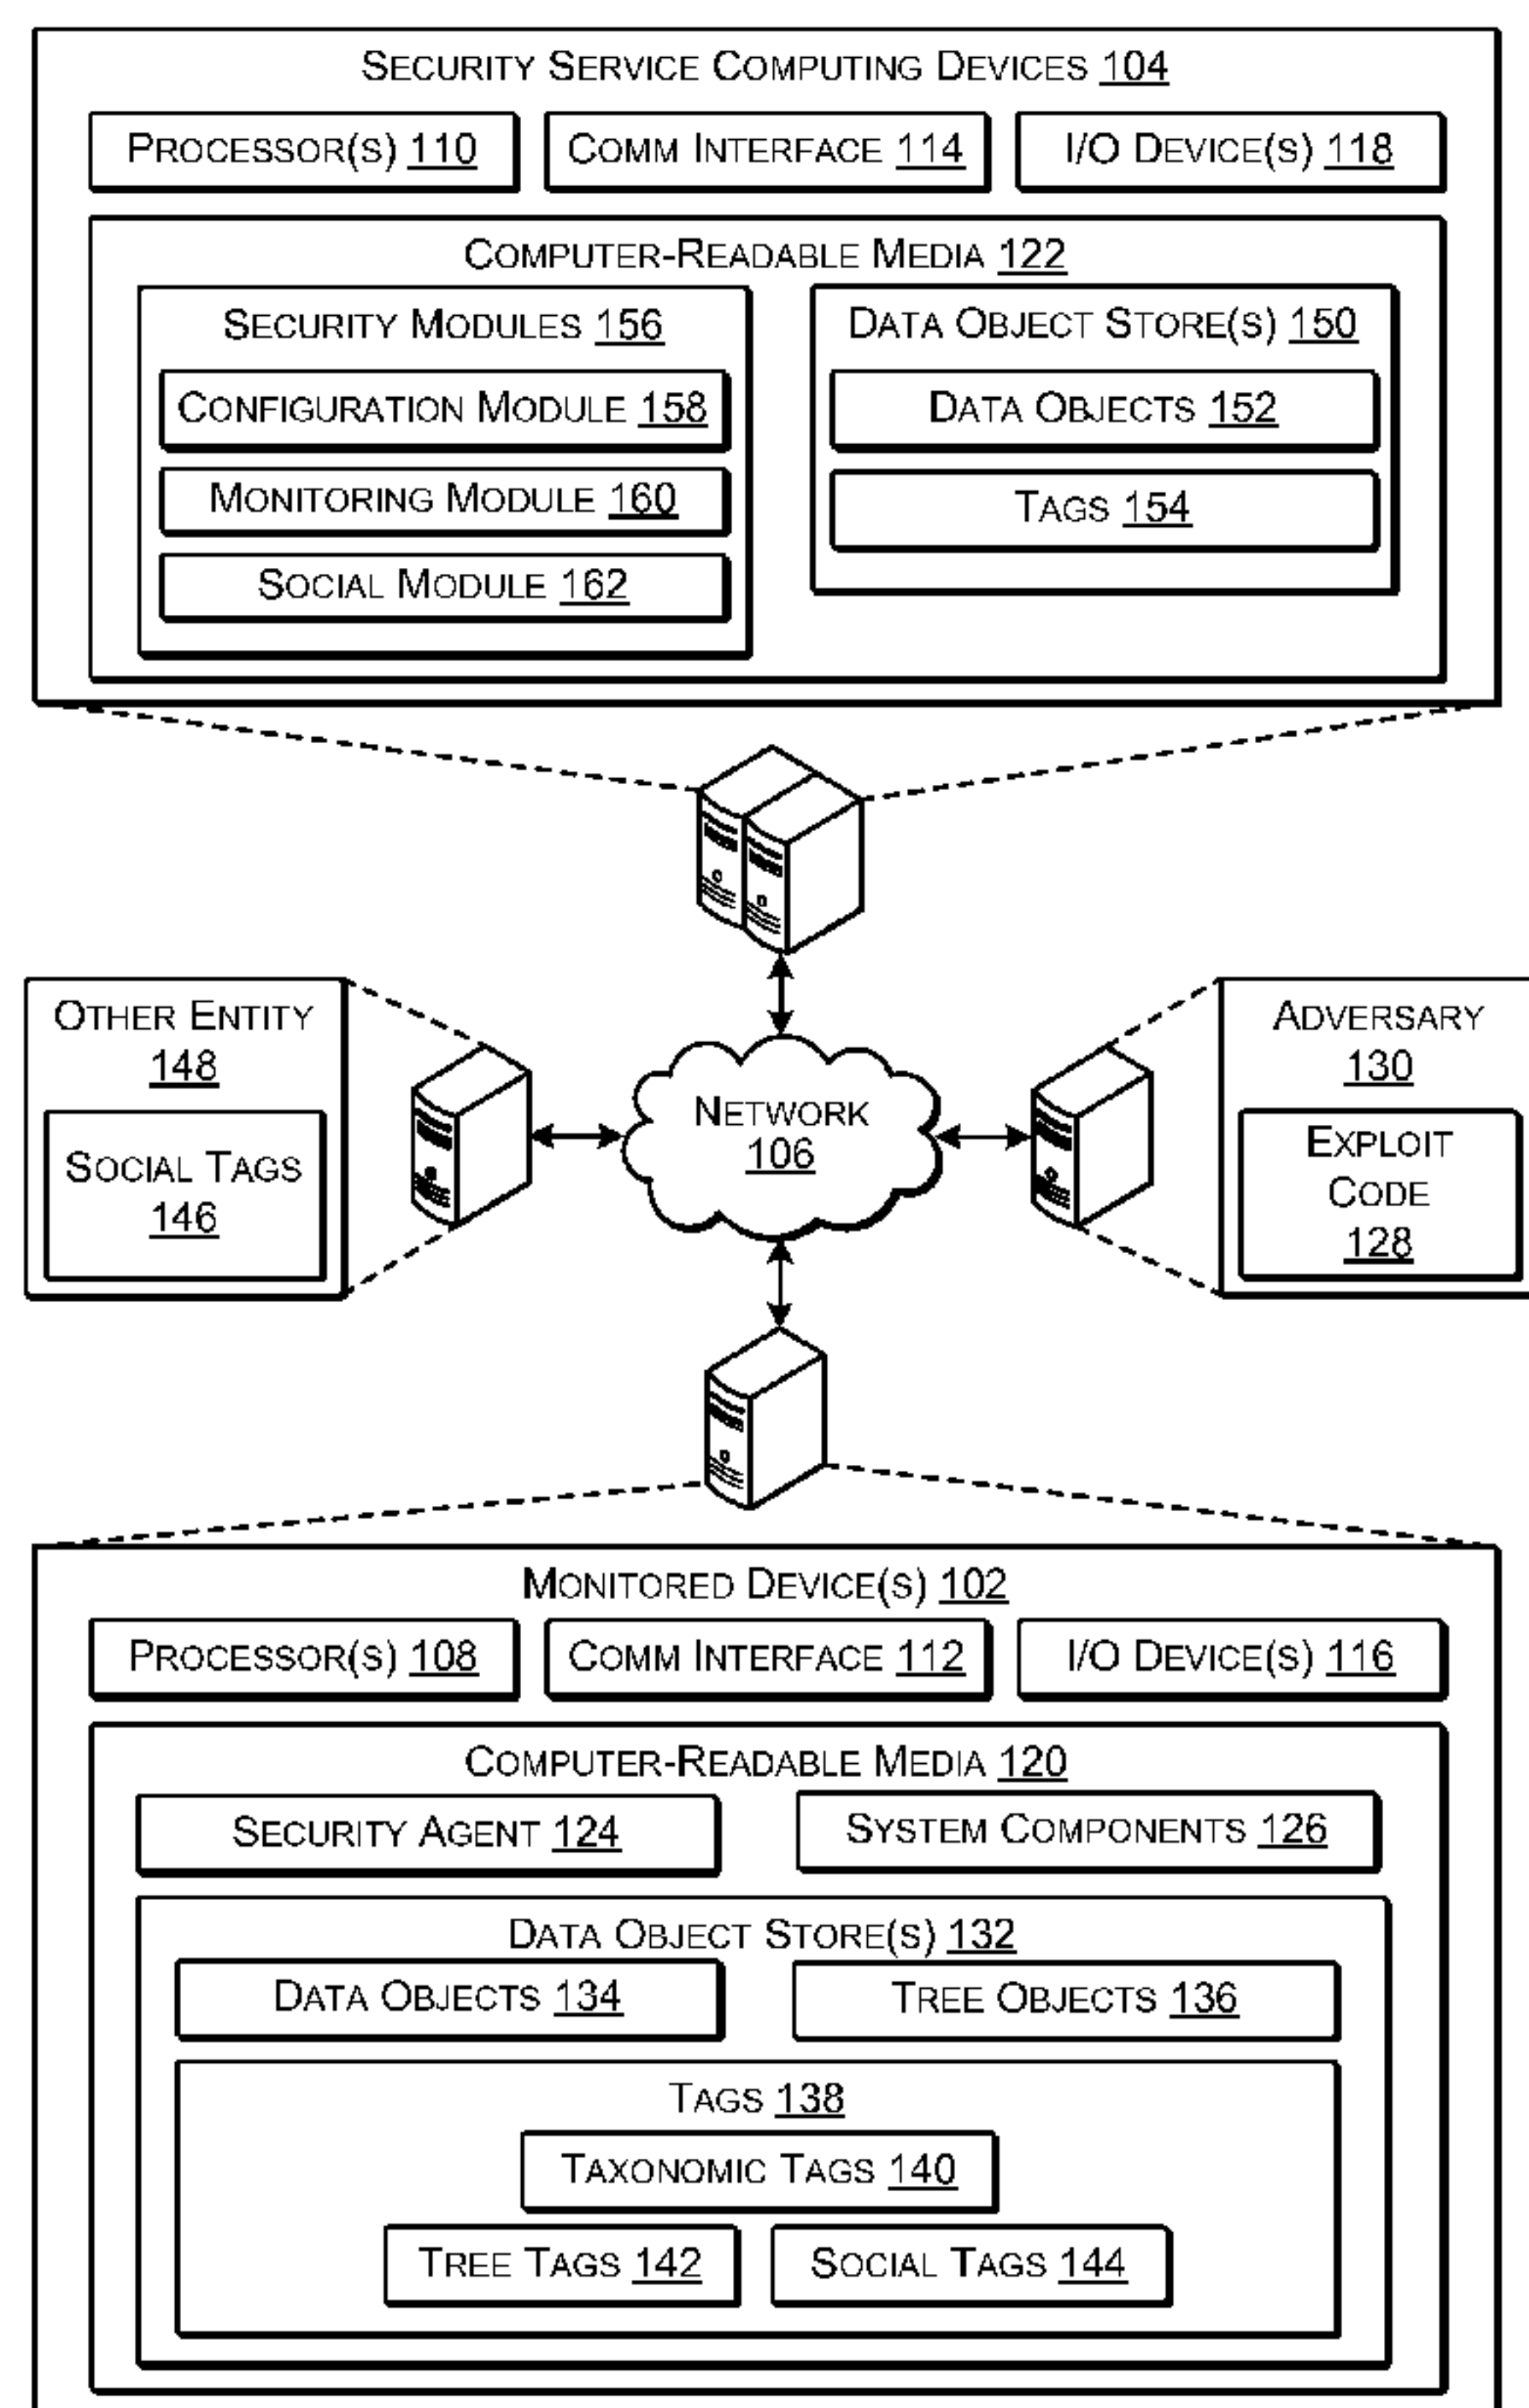 SECURITY SERVICE COMPUTING DEVICES 104
PROCESSOR(S) 110
COMM INTERFACE 114
I/O DEVICE(S) 118
COMPUTER-READABLE MEDIA 122
SECURITY MODULES 156
CONFIGURATION MODULE 158
MONITORING MODULE 160
SOCIAL MODULE 162
DATA OBJECT STORE(S) 150
DATA OBJECTS 152
TAGS 154
OTHER ENTITY
148
SOCIAL TAGS
146
NETWORK
106
ADVERSARY
130
EXPLOIT
CODE
128
MONITORED DEVICE(S) 102
PROCESSOR(S) 108
COMM INTERFACE 112
I/O DEVICE(S) 116
COMPUTER-READABLE MEDIA 120
SECURITY AGENT 124
SYSTEM COMPONENTS 126
DATA OBJECT STORE(S) 132
DATA OBJECTS 134
TREE OBJECTS 136
TAGS 138
TAXONOMIC TAGS 140
TREE TAGS 142
SOCIAL TAGS 144